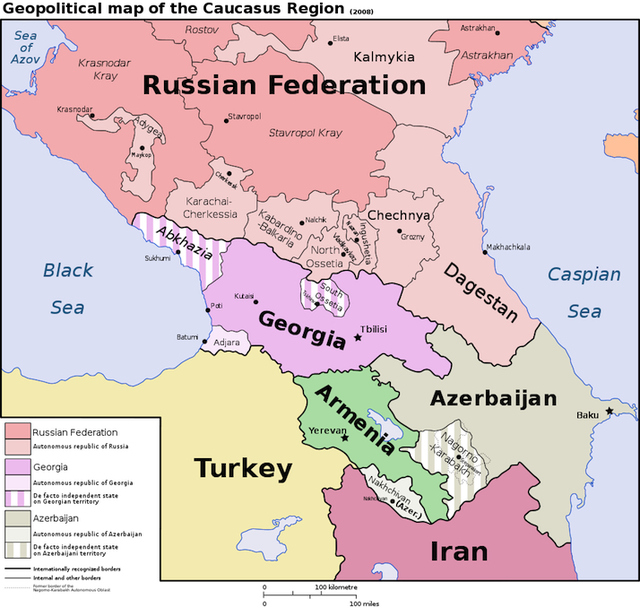 Geopolitical map of the Caucasus Region (2008)
Sea
of
Azov
Rostov
Elista
Kalmykia
Astrakhan
Astrakhan
Krasnodar
Kray
Russian Federation
Krasnodar
Adygea
Maykop
Stavropol
Stavropol Kray
Cherkessk
Karachai-
Cherkessia
Kabardino
-Balkaria
Nalchik
North
Ossetia
Ingushetia
Chechnya
Grozny
Makhachkala
Dagestan
Abkhazia
Sukhumi
Black
Sea
Caspian
Sea
Poti
Kutaisi
South
Ossetia
Georgia
Tbilisi
Batumi
Adjara
Armenia
Yerevan
Azerbaijan
Baku
Nagorno
-Karabakh
Nakhchivan
Nakhchivan
(Azer.)
Turkey
Iran
Russian Federation
Autonomous republic of Russia
Georgia
Autonomous republic of Georgia
De facto independent state
on Georgian territory
Azerbaijan
Autonomous republic of Azerbaijan
De facto independent state
on Azerbaijani territory
Internationally recognized borders
Internal and other borders
Former border of the
Nagorno-Karabakh Autonomous Oblast
0 100 kilometre
0 100 miles